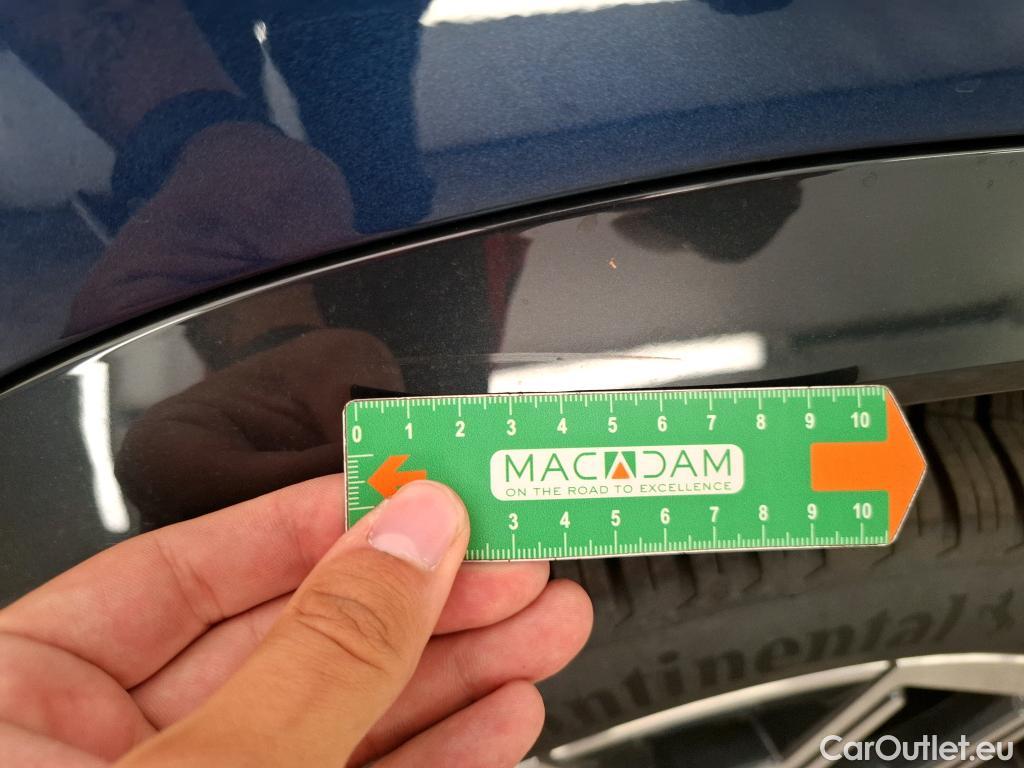 0 1 2 3 4 5 6 7 8 9 10
MACADAM
ON THE ROAD TO EXCELLENCE
3 4 5 6 7 8 9 10
ntinental
CarOutlet.eu